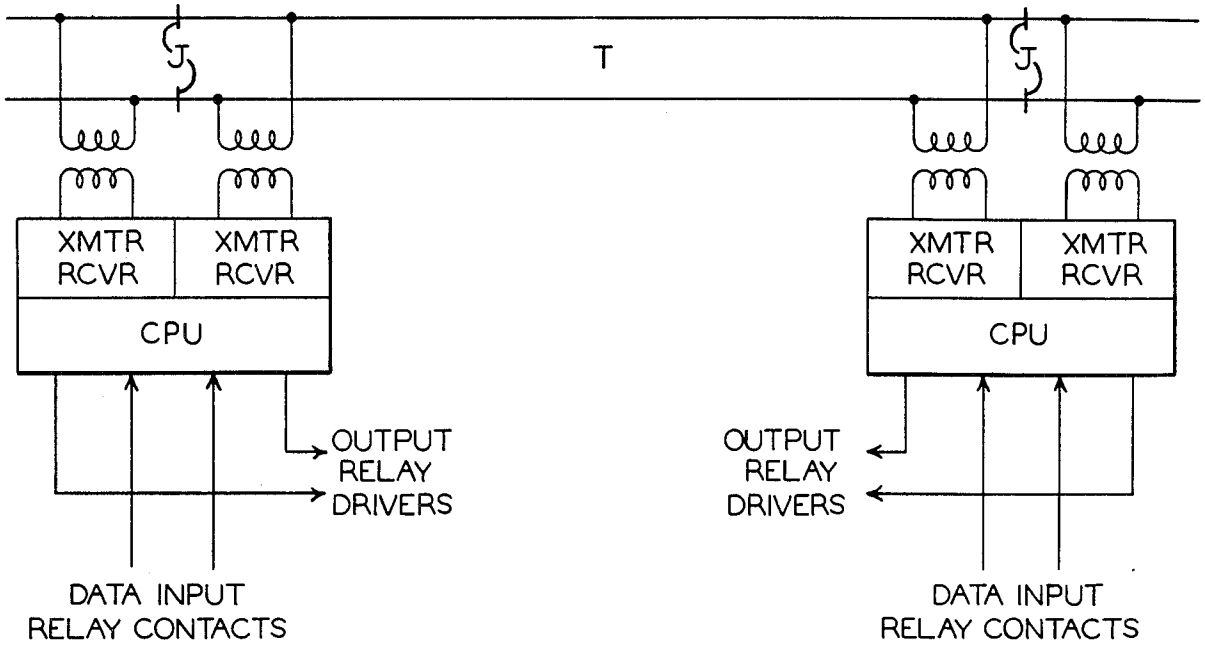 J
T
J
XMTR
RCVR
XMTR
RCVR
CPU
XMTR
RCVR
XMTR
RCVR
CPU
OUTPUT
RELAY
DRIVERS
OUTPUT
RELAY
DRIVERS
DATA INPUT
RELAY CONTACTS
DATA INPUT
RELAY CONTACTS